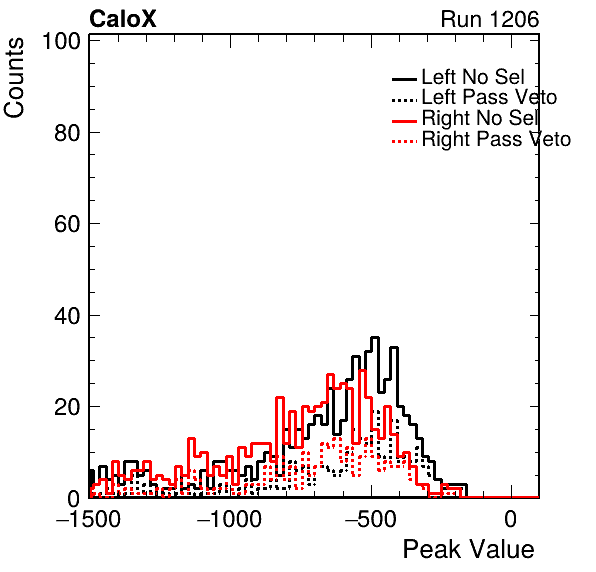 CaloX Run 1206
Counts
100
80
60
40
20
0
Left No Sel
Left Pass Veto
Right No Sel
Right Pass Veto
−1500 −1000 −500 0
Peak Value